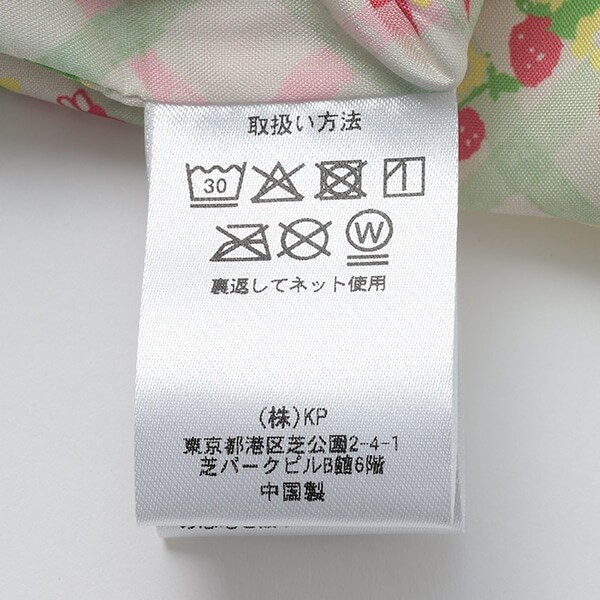 取扱い方法
30
W
裏返してネット使用
(株)KP
東京都港区芝公園2-4-1
芝パークビルB館6階
中国製